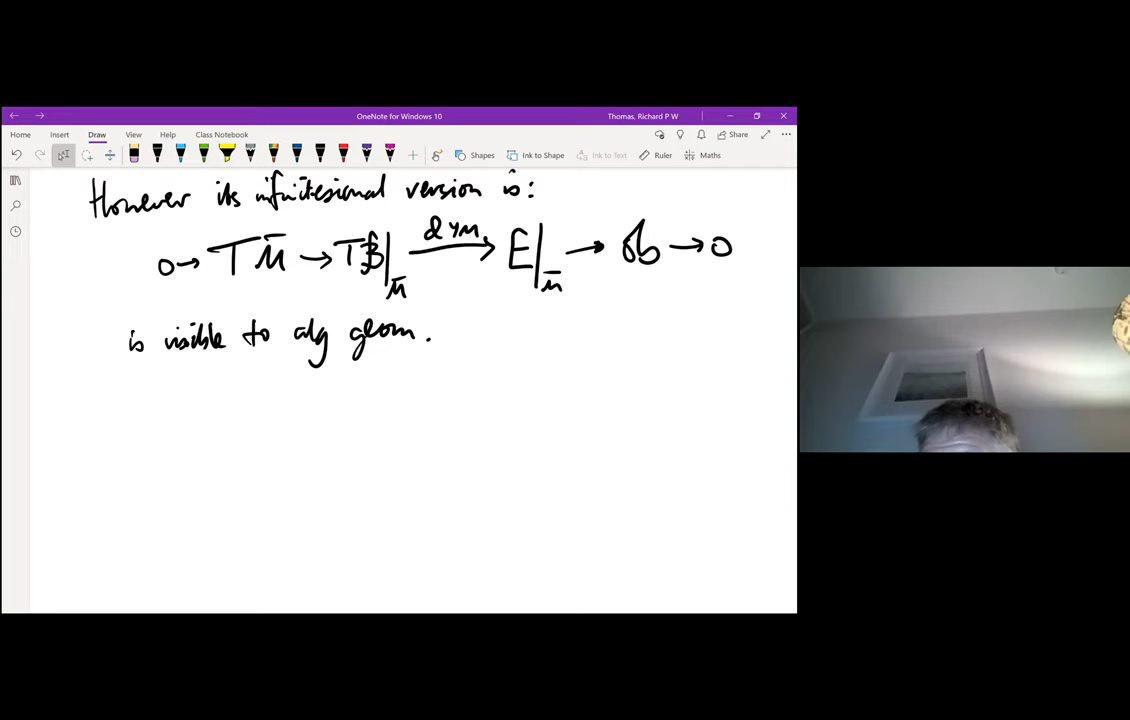 OneNote for Windows 10
Thomas, Richard P W
Home Insert Draw View Help Class Notebook Share
Shapes Ink to Shape Ink to Text Ruler Maths
However its infinitesimal version is:
0 → T M̄ → Tℬ|_M̄ —dYM→ E|_M̄ → ob → 0
is visible to alg geom.